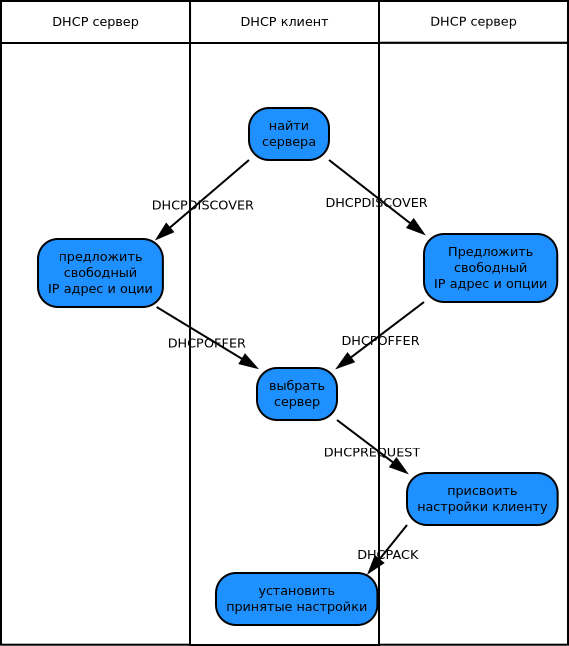 DHCP сервер
DHCP клиент
DHCP сервер
найти
сервера
DHCPDISCOVER
DHCPDISCOVER
предложить
свободный
IP адрес и оции
Предложить
свободный
IP адрес и опции
DHCPOFFER
DHCPOFFER
выбрать
сервер
DHCPREQUEST
присвоить
настройки клиенту
DHCPACK
установить
принятые настройки